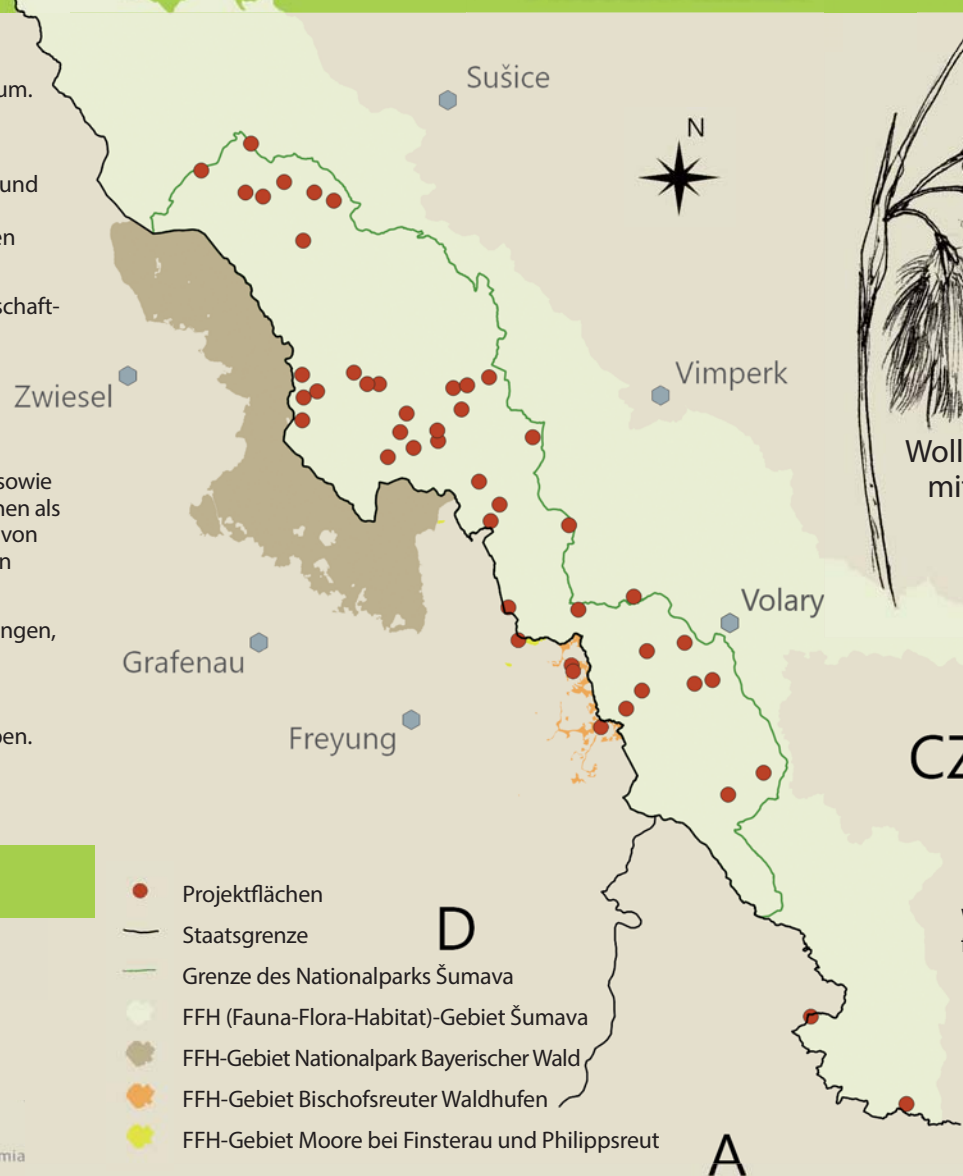 um.
und
en
schaft-
sowie
nen als
von
n
ngen,
ben.
Sušice
N
Zwiesel
Vimperk
Woll
mi
Volary
Grafenau
Freyung
CZ
D
A
Projektflächen
Staatsgrenze
Grenze des Nationalparks Šumava
FFH (Fauna-Flora-Habitat)-Gebiet Šumava
FFH-Gebiet Nationalpark Bayerischer Wald
FFH-Gebiet Bischofsreuter Waldhufen
FFH-Gebiet Moore bei Finsterau und Philippsreut
mia